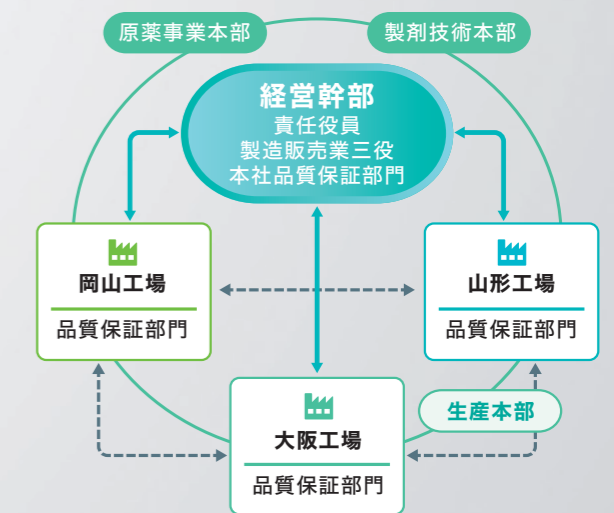 原薬事業本部
製剤技術本部
経営幹部
責任役員
製造販売業三役
本社品質保証部門
岡山工場
品質保証部門
山形工場
品質保証部門
生産本部
大阪工場
品質保証部門